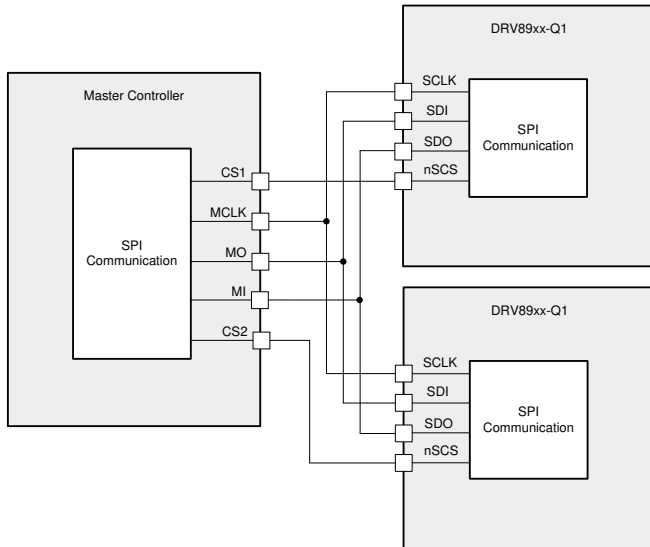 DRV89xx-Q1
SCLK
SDI
SDO
nSCS
SPI
Communication
Master Controller
CS1
MCLK
MO
MI
CS2
SPI
Communication
DRV89xx-Q1
SCLK
SDI
SDO
nSCS
SPI
Communication